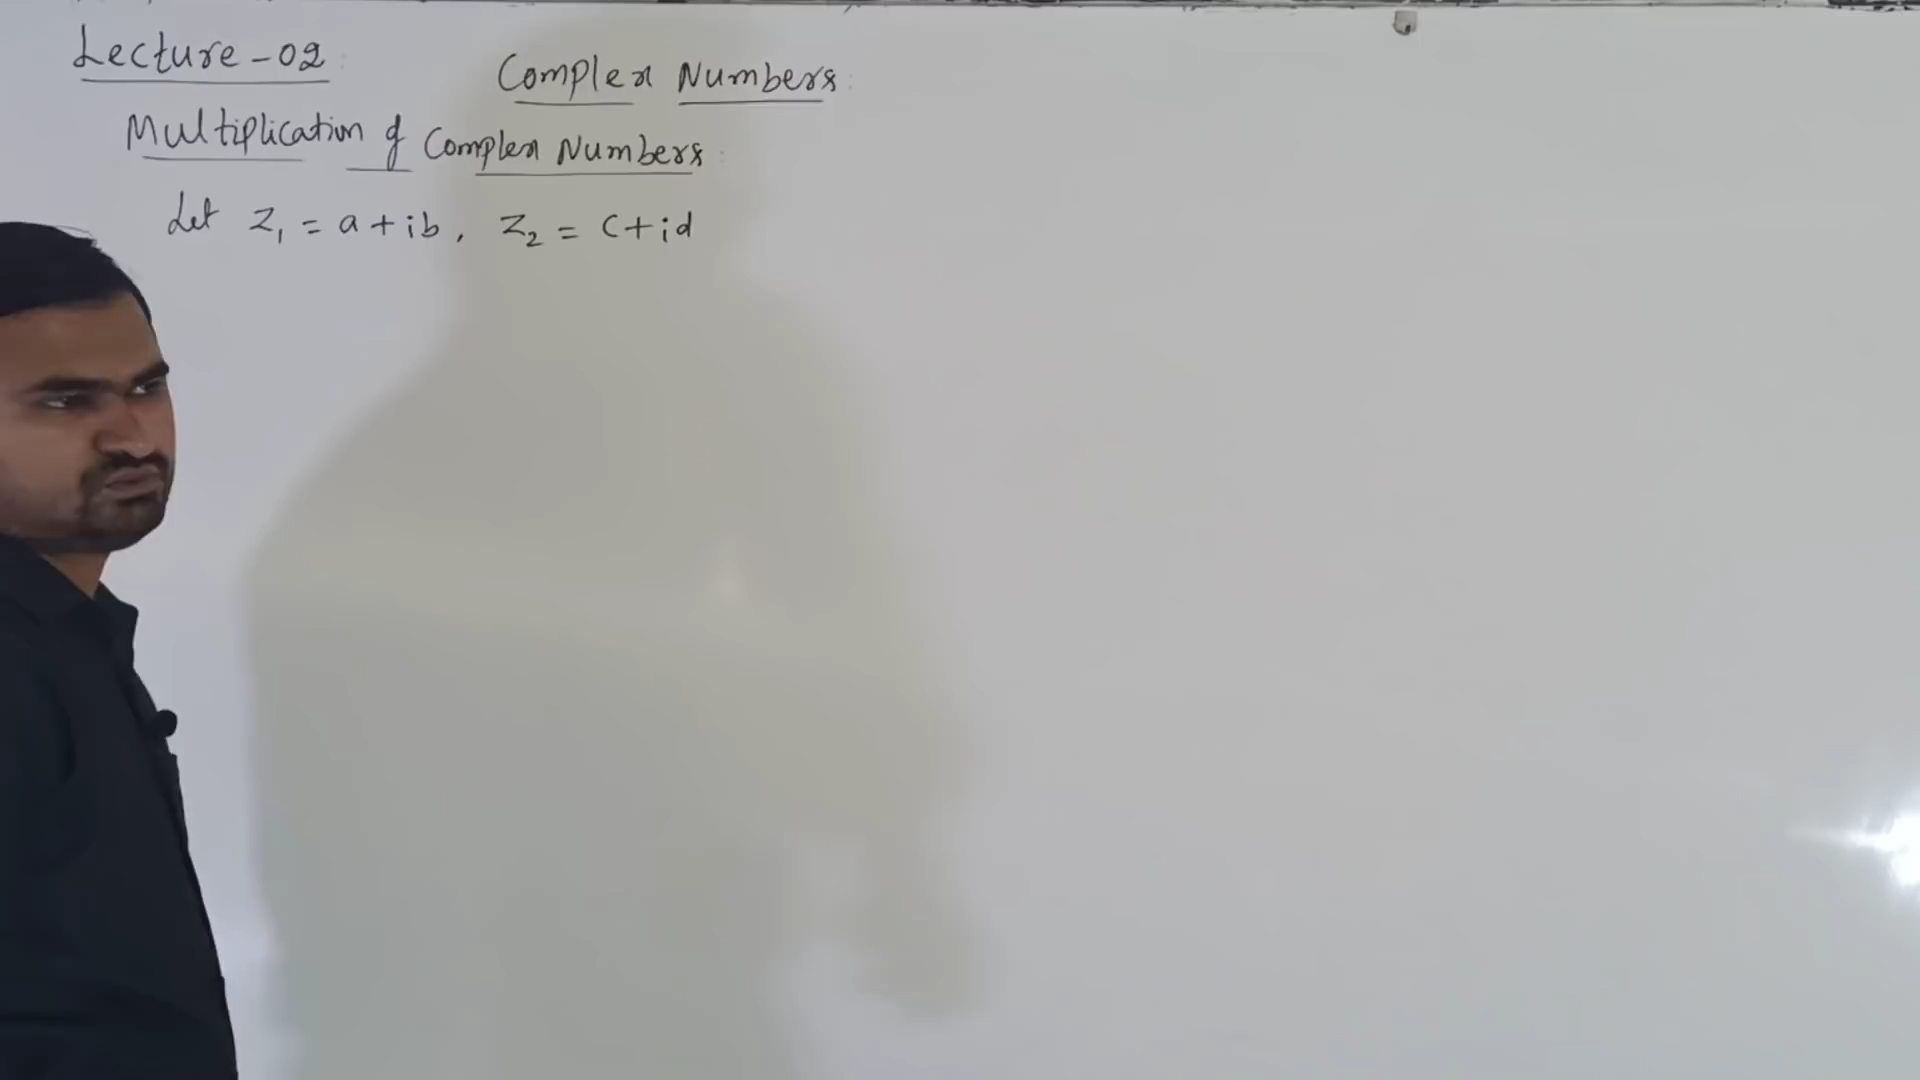 Lecture-02
Complex Numbers
Multiplication of Complex Numbers
Let z₁ = a + ib, z₂ = c + id